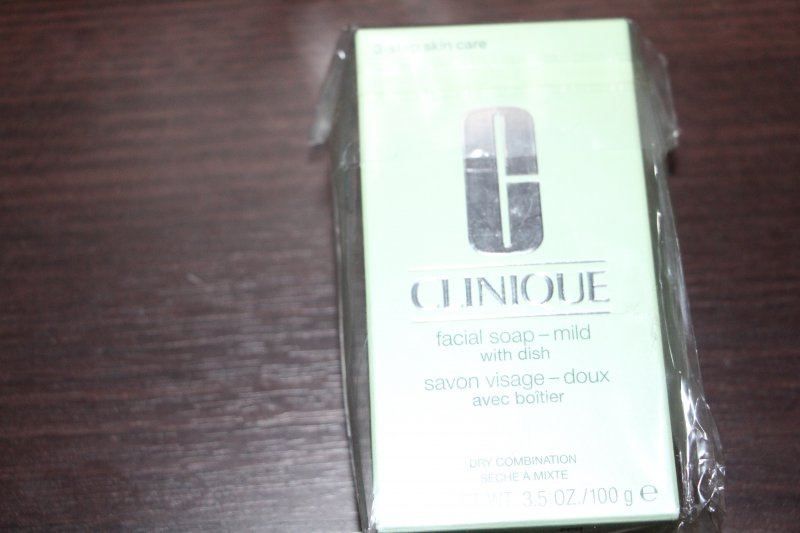 3-step skin care
C
CLINIQUE
facial soap – mild
with dish
savon visage – doux
avec boîtier
DRY COMBINATION
SÈCHE À MIXTE
WT. 3.5 OZ./100 g ℮